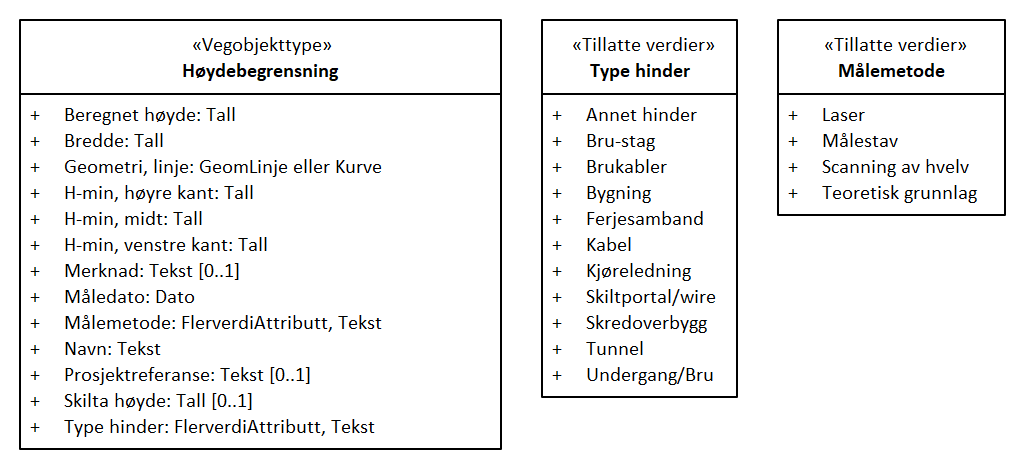 «Vegobjekttype»
Høydebegrensning
+ Beregnet høyde: Tall
+ Bredde: Tall
+ Geometri, linje: GeomLinje eller Kurve
+ H-min, høyre kant: Tall
+ H-min, midt: Tall
+ H-min, venstre kant: Tall
+ Merknad: Tekst [0..1]
+ Måledato: Dato
+ Målemetode: FlerverdiAttributt, Tekst
+ Navn: Tekst
+ Prosjektreferanse: Tekst [0..1]
+ Skilta høyde: Tall [0..1]
+ Type hinder: FlerverdiAttributt, Tekst
«Tillatte verdier»
Type hinder
+ Annet hinder
+ Bru-stag
+ Brukabler
+ Bygning
+ Ferjesamband
+ Kabel
+ Kjøreledning
+ Skiltportal/wire
+ Skredoverbygg
+ Tunnel
+ Undergang/Bru
«Tillatte verdier»
Målemetode
+ Laser
+ Målestav
+ Scanning av hvelv
+ Teoretisk grunnlag